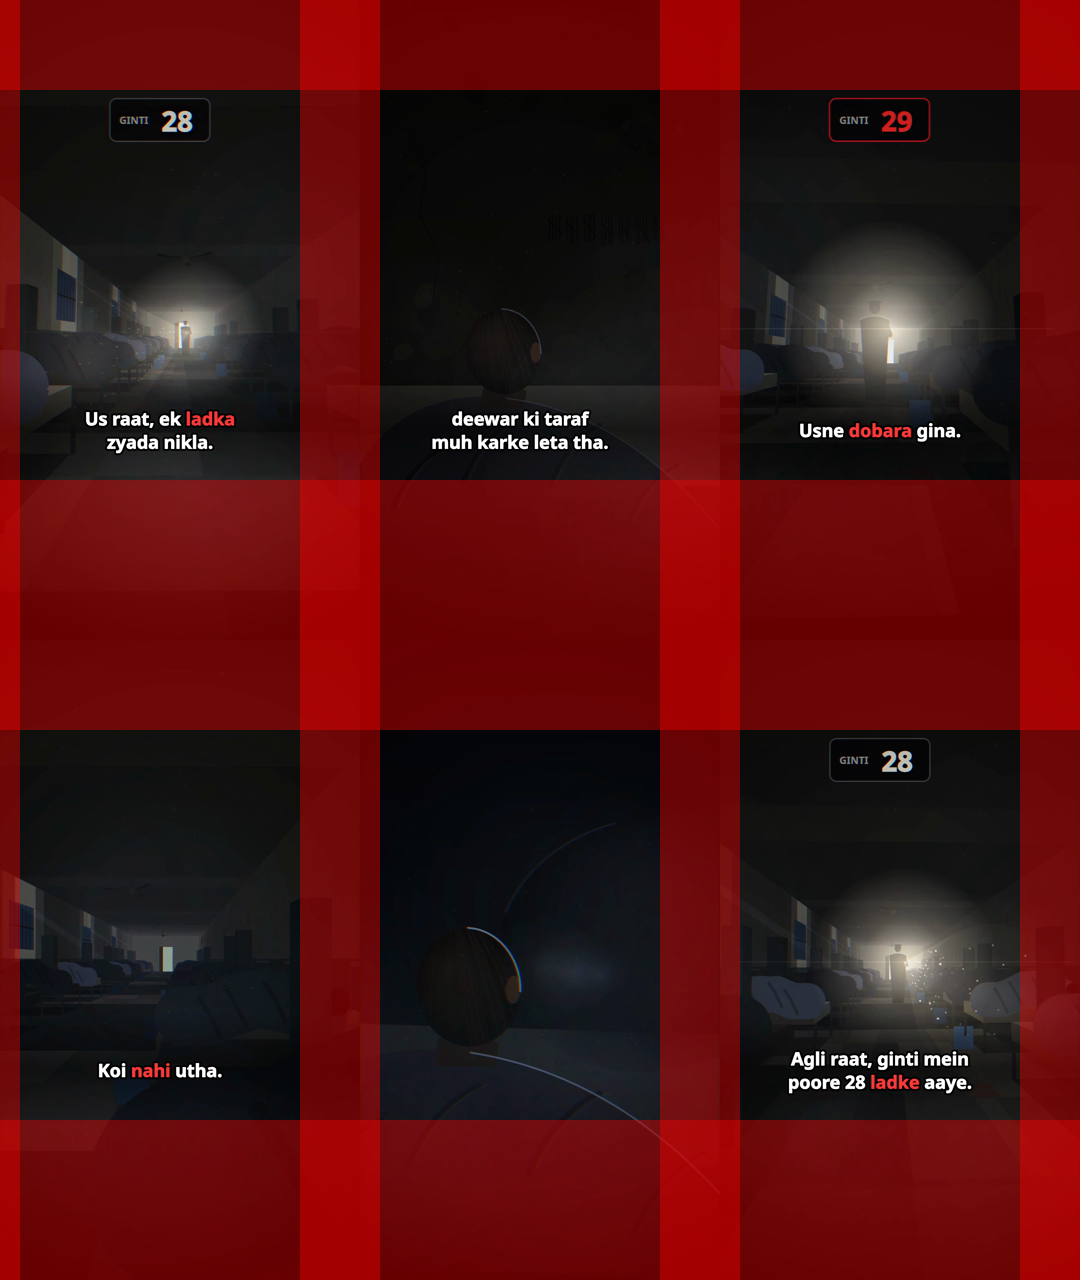 GINTI 28
Us raat, ek ladka
zyada nikla.
deewar ki taraf
muh karke leta tha.
GINTI 29
Usne dobara gina.
Koi nahi utha.
GINTI 28
Agli raat, ginti mein
poore 28 ladke aaye.